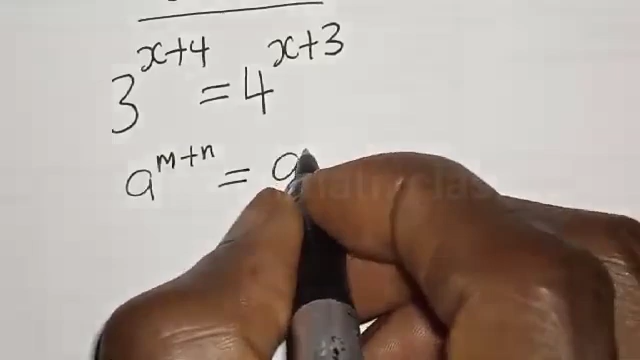 3^{x+4} = 4^{x+3}
a^{m+n} = a